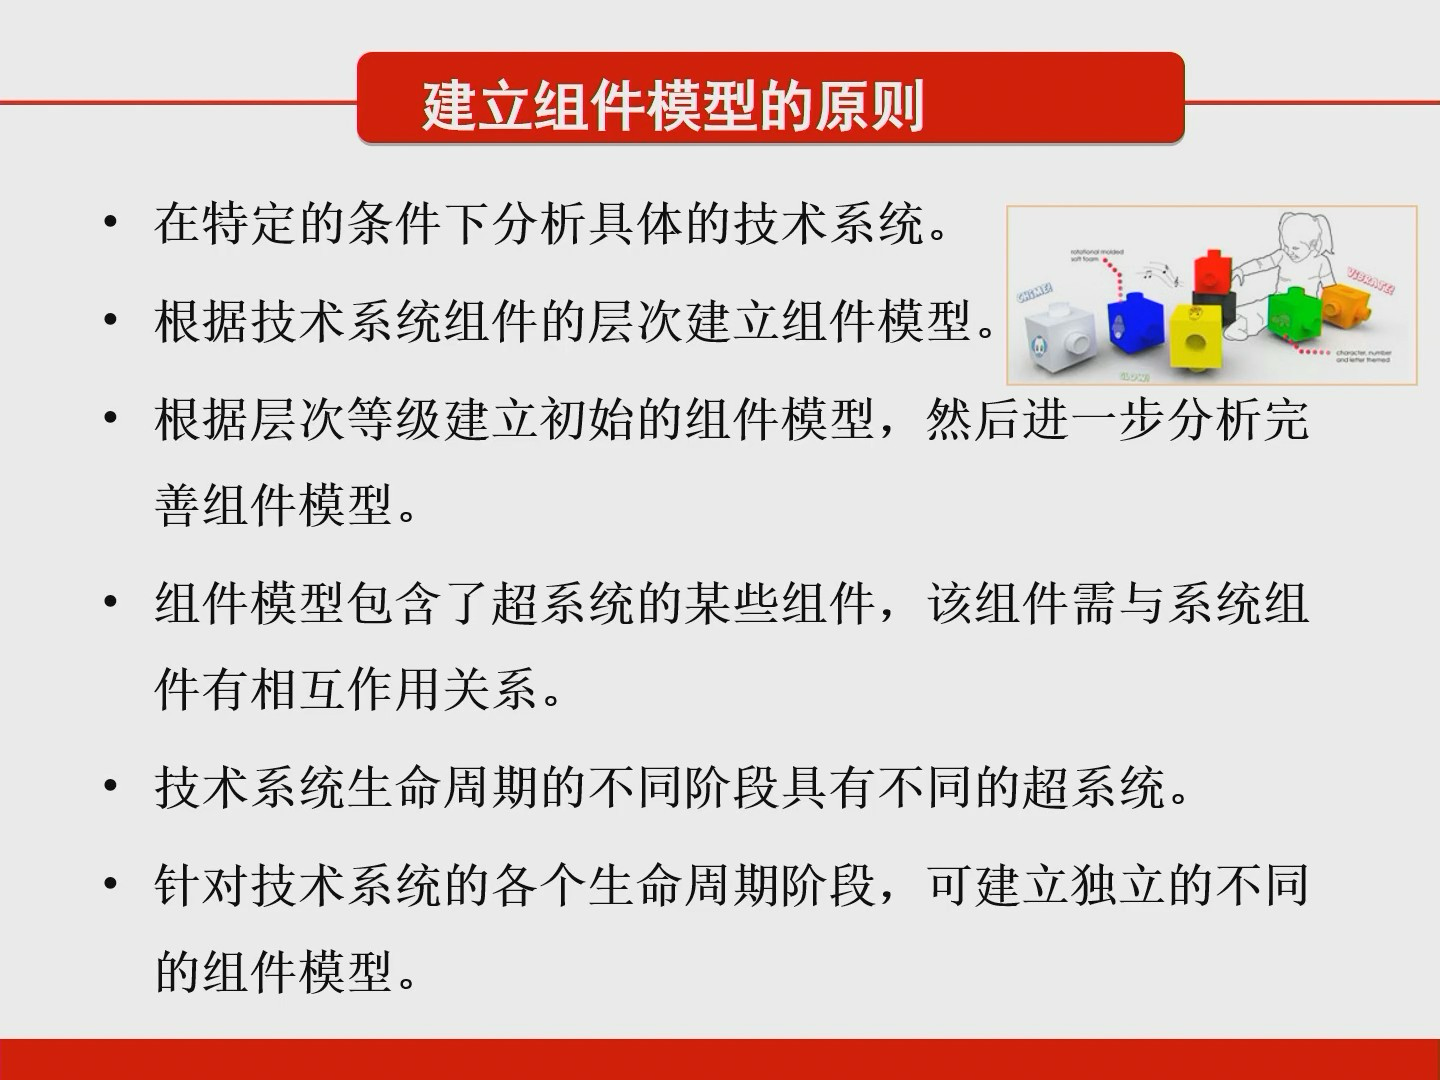 建立组件模型的原则
• 在特定的条件下分析具体的技术系统。
• 根据技术系统组件的层次建立组件模型。
rotational molded
soft foam
CHIME!
VIBRATE!
character, number
and letter themed
GLOW!
• 根据层次等级建立初始的组件模型，然后进一步分析完
善组件模型。
• 组件模型包含了超系统的某些组件，该组件需与系统组
件有相互作用关系。
• 技术系统生命周期的不同阶段具有不同的超系统。
• 针对技术系统的各个生命周期阶段，可建立独立的不同
的组件模型。